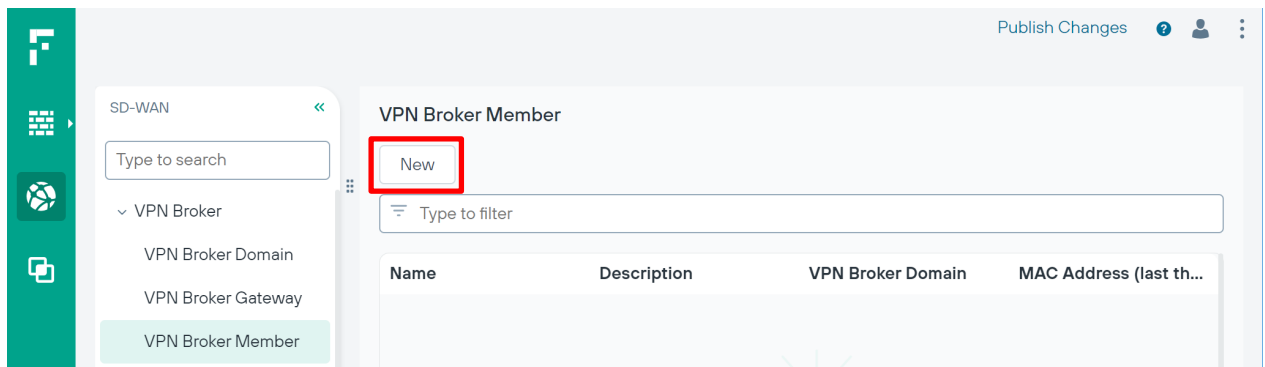 Publish Changes
SD-WAN
Type to search
VPN Broker
VPN Broker Domain
VPN Broker Gateway
VPN Broker Member
VPN Broker Member
New
Type to filter
Name Description VPN Broker Domain MAC Address (last th...